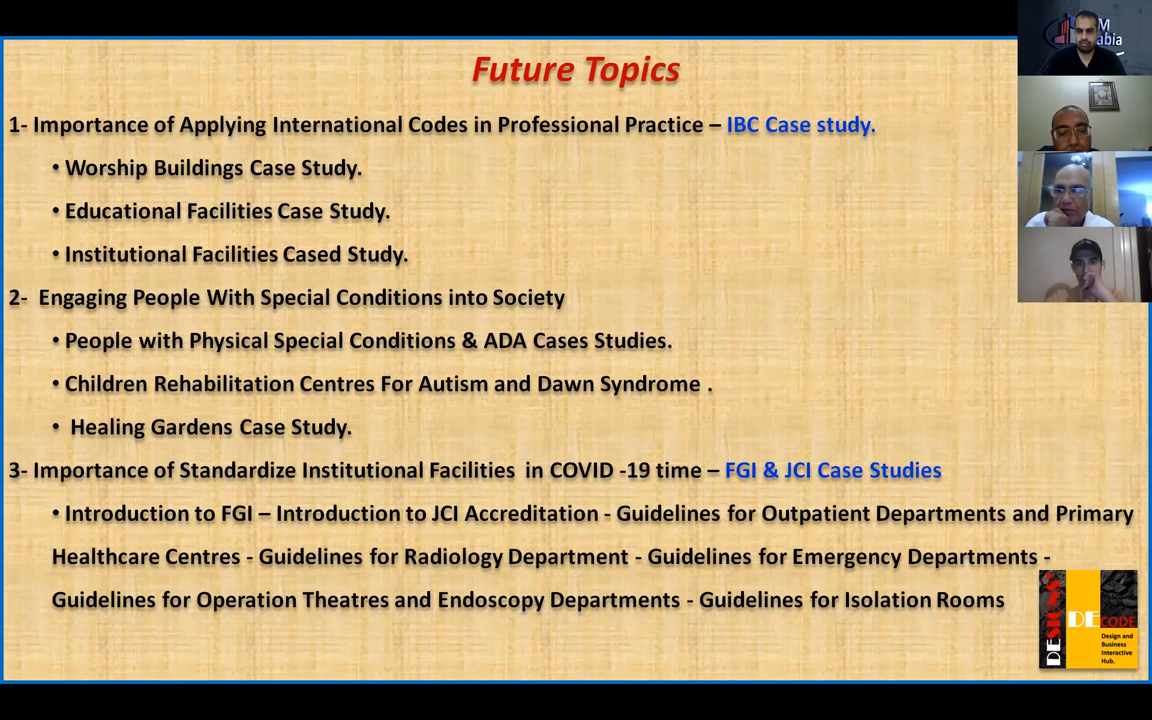 Future Topics
1- Importance of Applying International Codes in Professional Practice – IBC Case study.
• Worship Buildings Case Study.
• Educational Facilities Case Study.
• Institutional Facilities Cased Study.
2- Engaging People With Special Conditions into Society
• People with Physical Special Conditions & ADA Cases Studies.
• Children Rehabilitation Centres For Autism and Dawn Syndrome .
• Healing Gardens Case Study.
3- Importance of Standardize Institutional Facilities in COVID -19 time – FGI & JCI Case Studies
• Introduction to FGI – Introduction to JCI Accreditation - Guidelines for Outpatient Departments and Primary
Healthcare Centres - Guidelines for Radiology Department - Guidelines for Emergency Departments -
Guidelines for Operation Theatres and Endoscopy Departments - Guidelines for Isolation Rooms
DESIGNS
DECODE
Design and
Business
Interactive
Hub.